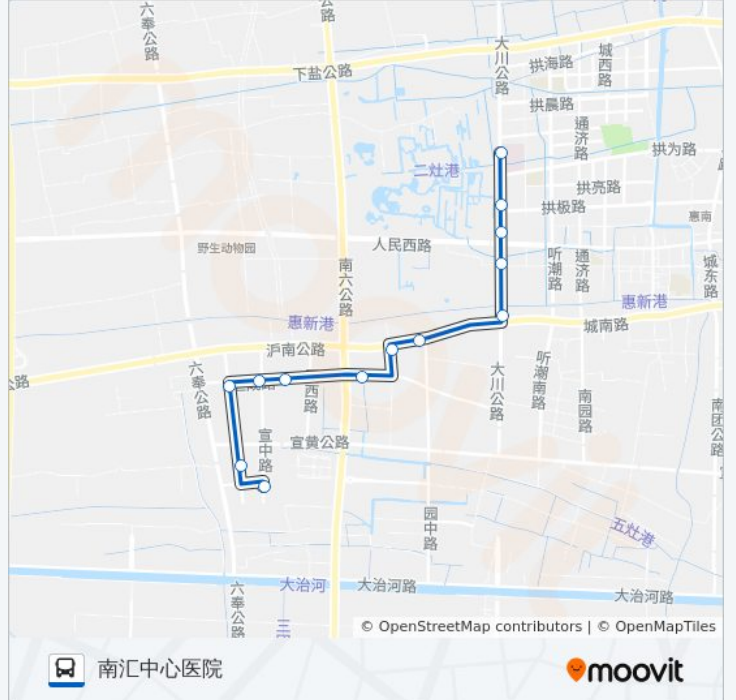 六奉公路
公路
大川公路
城西路
拱海路
下盐公路
拱晨路
通济路
拱为路
二灶港
拱亮路
拱极路
惠南
人民西路
野生动物园
听潮路
通济路
城东路
南六公路
惠新港
惠新港
城南路
沪南公路
公路
六奉公路
西路
大川公路
听潮南路
南园路
南团公路
宣中路
宣黄公路
园中路
五灶港
六奉公路
大治河
大治河路
大治河路
三
© OpenStreetMap contributors | © OpenMapTiles
南汇中心医院
moovit